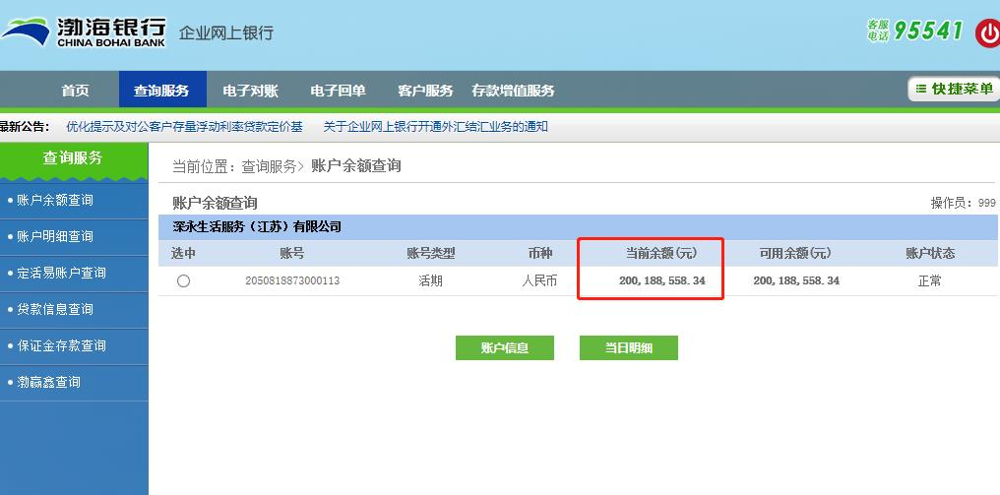 渤海银行 企业网上银行 客服电话 95541
CHINA BOHAI BANK
首页 查询服务 电子对账 电子回单 客户服务 存款增值服务 快捷菜单
最新公告： 优化提示及对公客户存量浮动利率贷款定价基 关于企业网上银行开通外汇结汇业务的通知
查询服务
账户余额查询
账户明细查询
定活易账户查询
贷款信息查询
保证金存款查询
渤赢鑫查询
当前位置：查询服务> 账户余额查询
账户余额查询 操作员：999
深永生活服务（江苏）有限公司
选中 账号 账号类型 币种 当前余额(元) 可用余额(元) 账户状态
2050818873000113 活期 人民币 200,188,558.34 200,188,558.34 正常
账户信息 当日明细